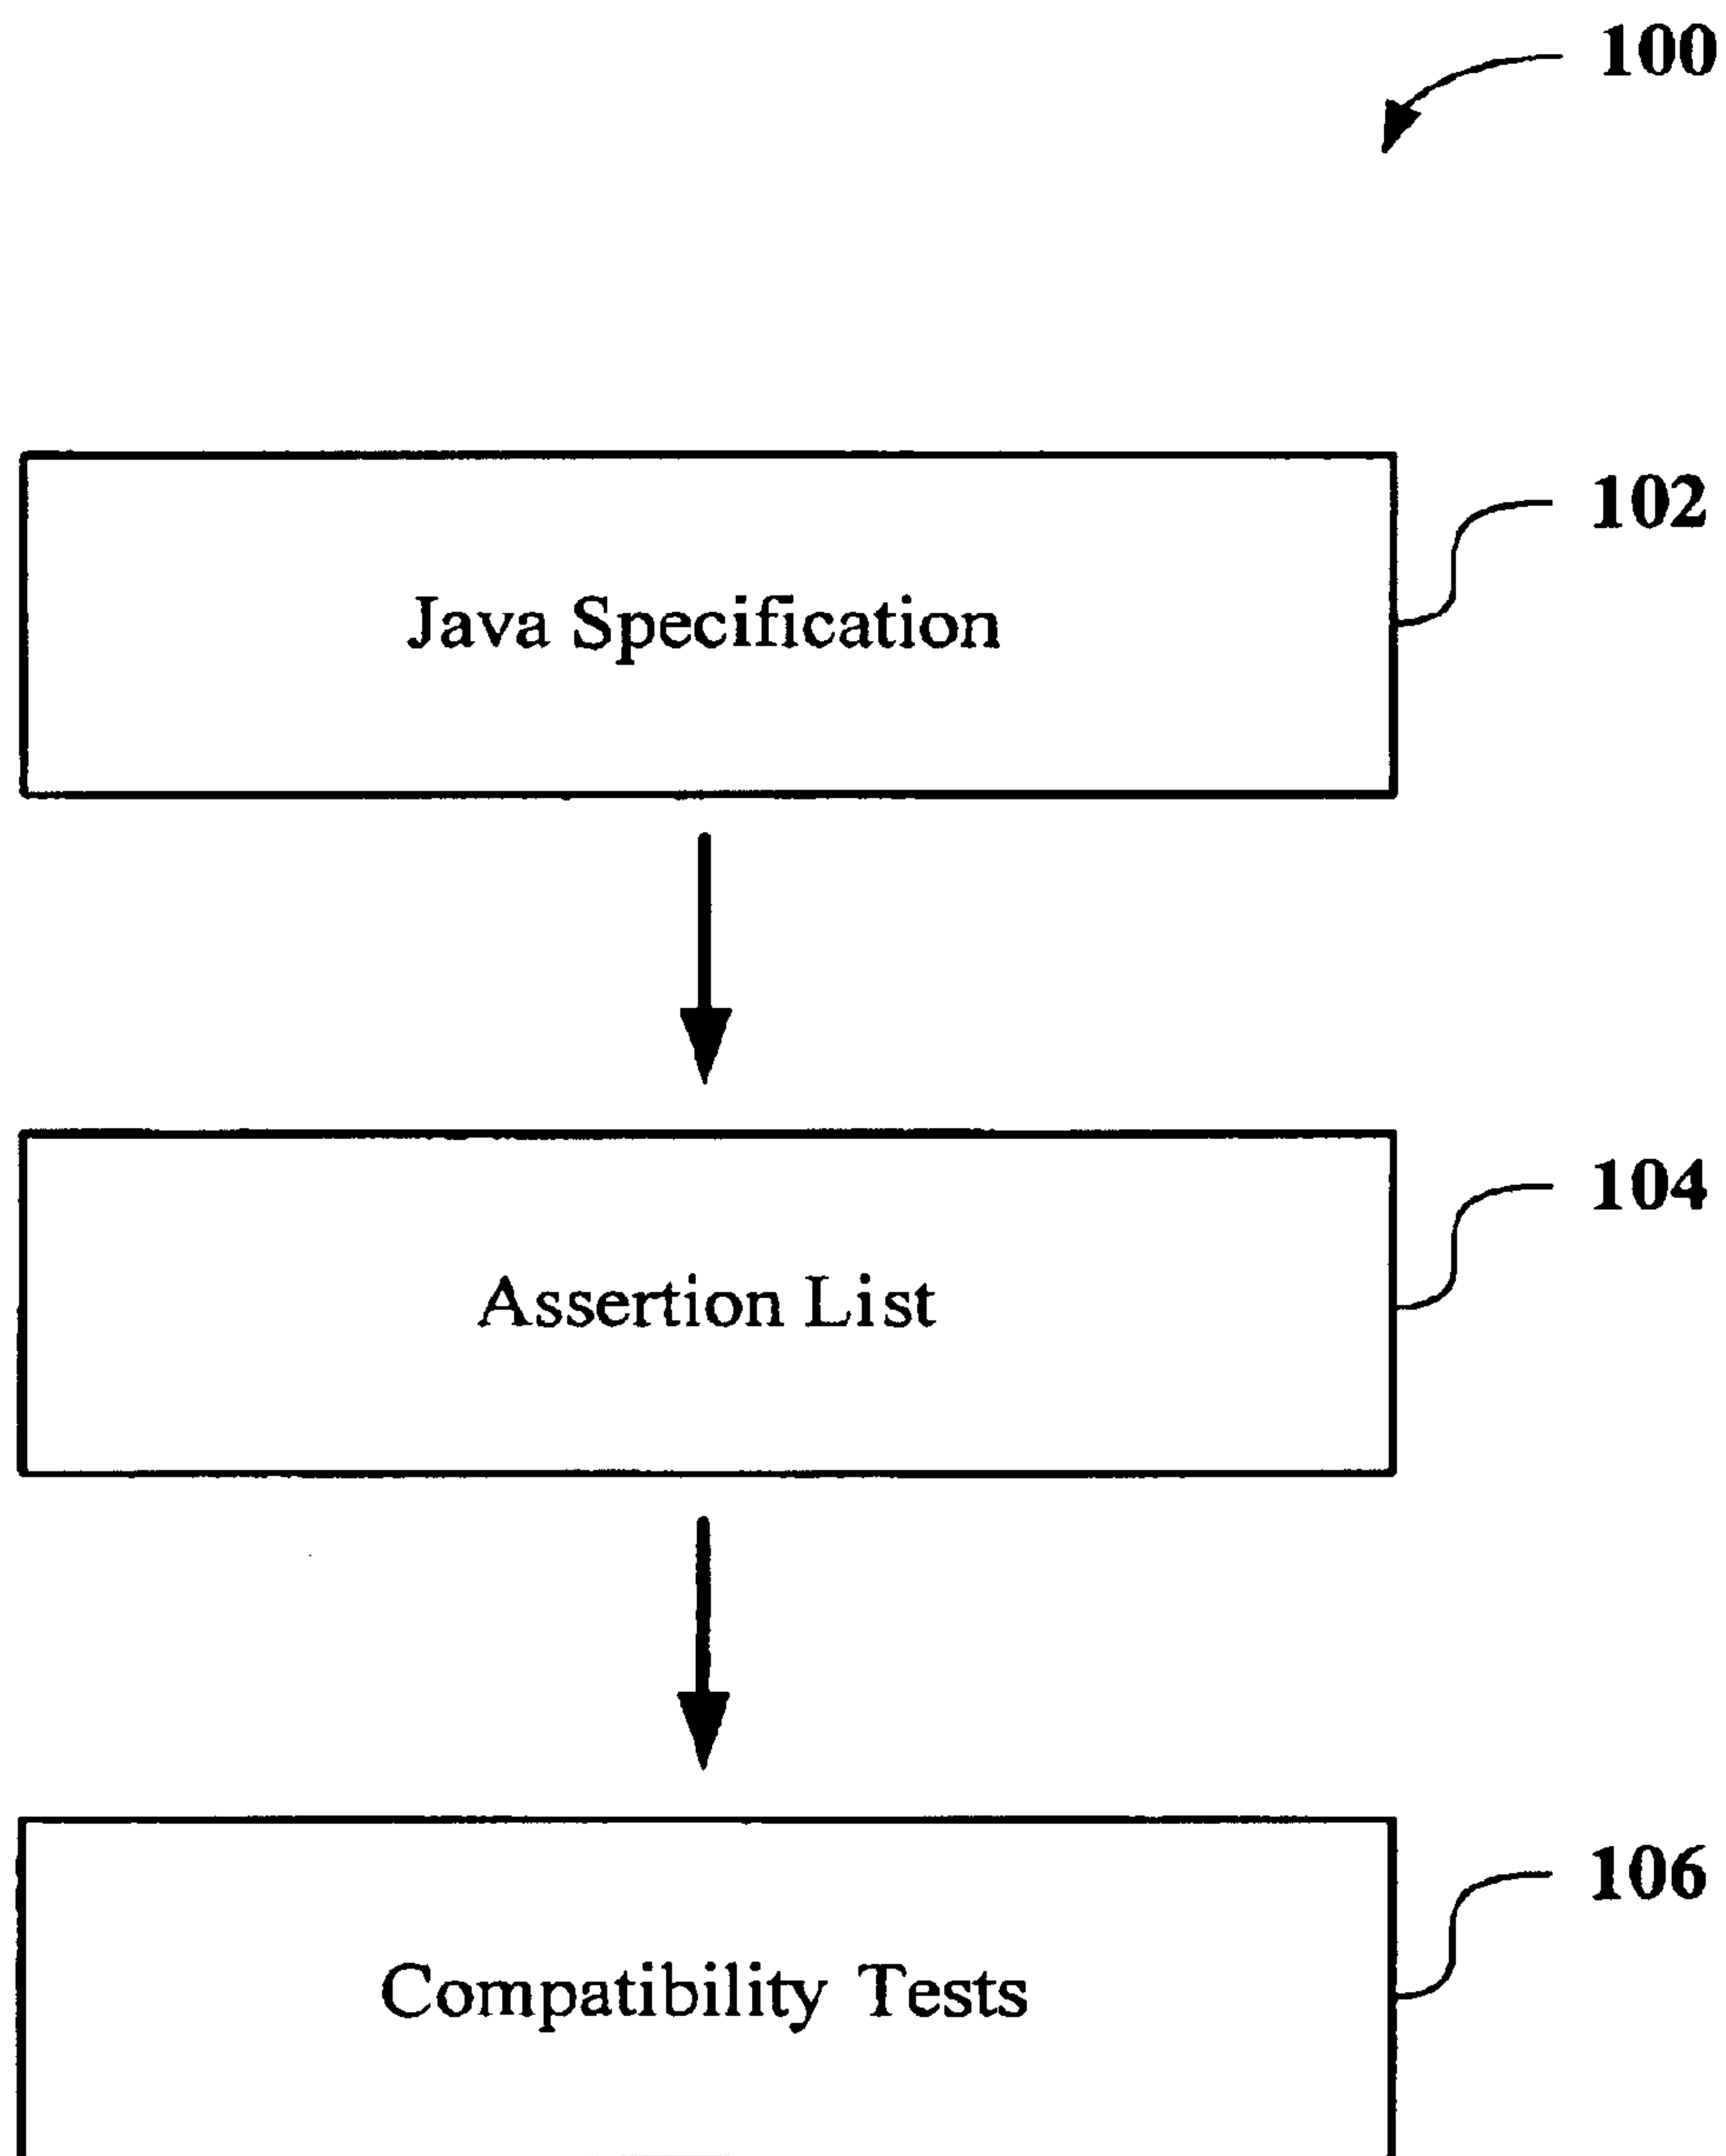 100
Java Specification
102
Assertion List
104
Compatibility Tests
106